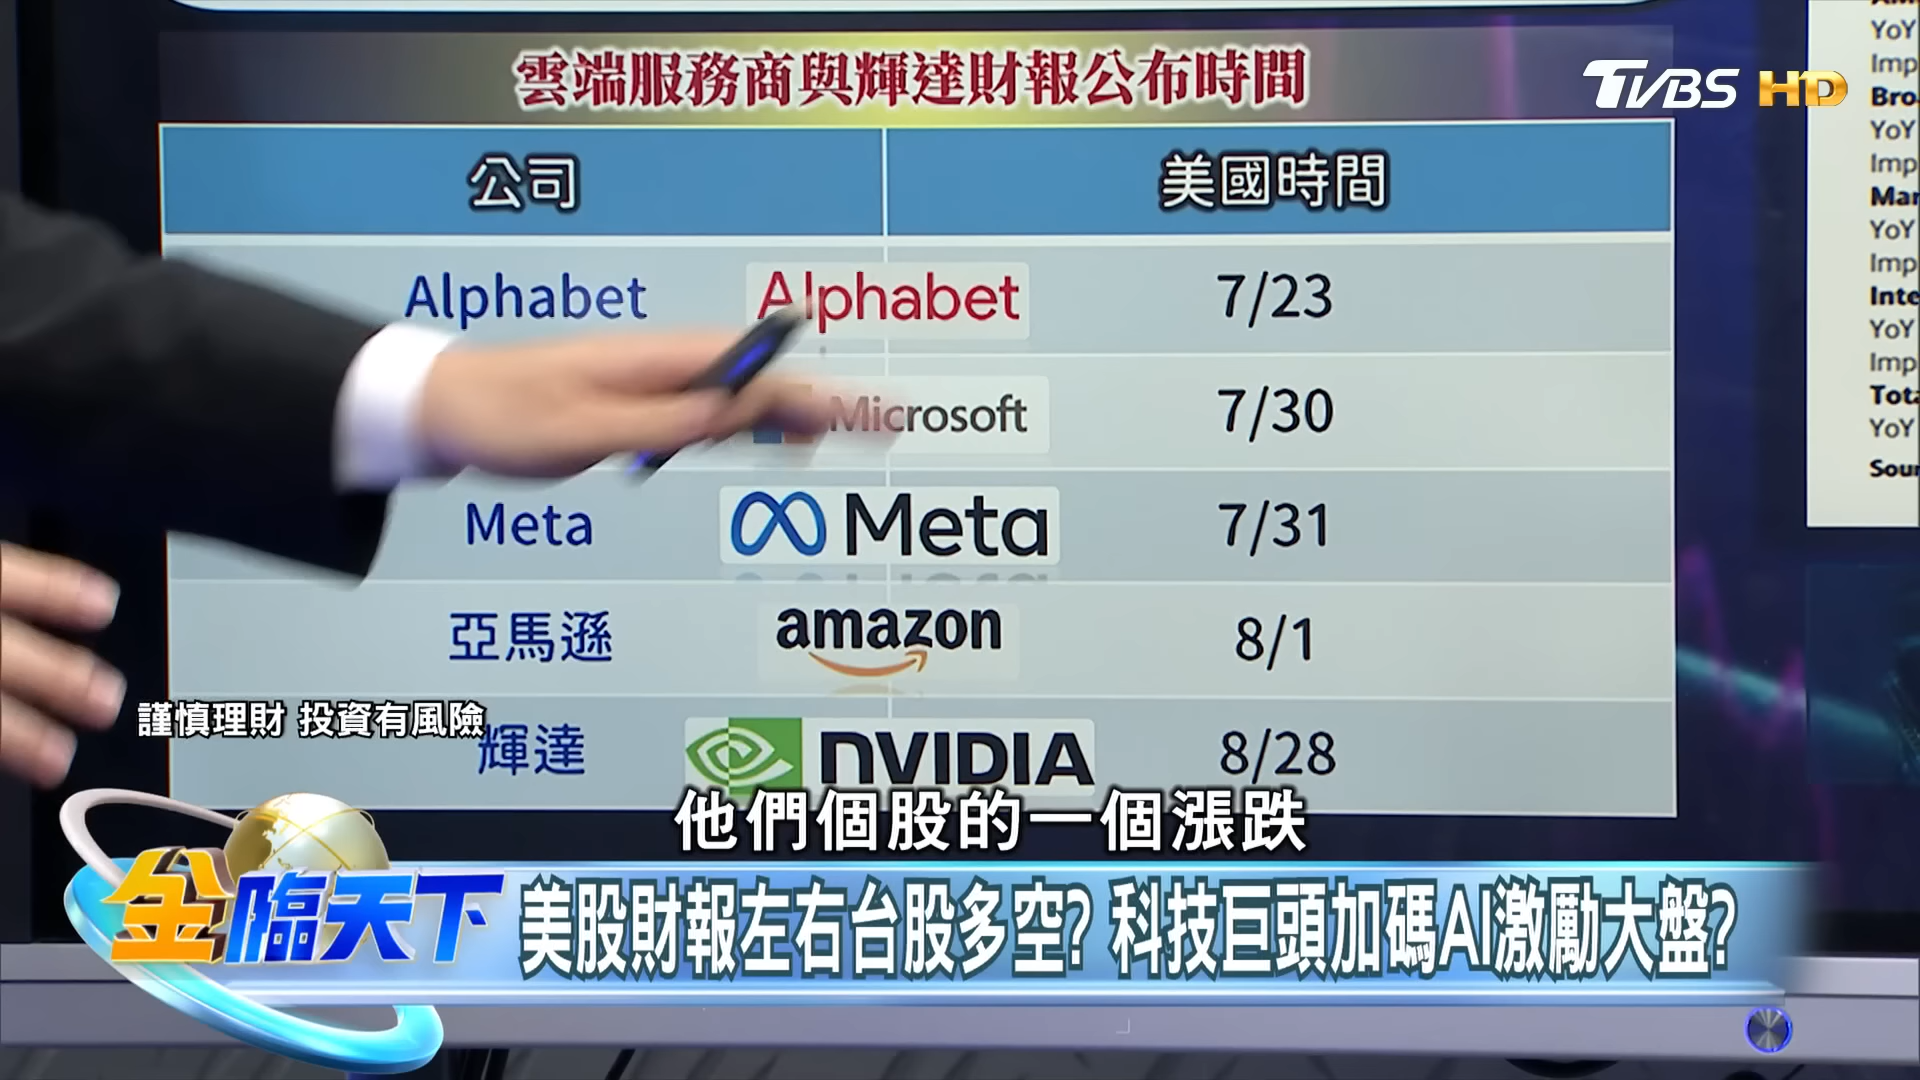 雲端服務商與輝達財報公布時間
TVBS HD
公司 美國時間
Alphabet Alphabet 7/23
Microsoft 7/30
Meta Meta 7/31
亞馬遜 amazon 8/1
謹慎理財 投資有風險
輝達 NVIDIA 8/28
他們個股的一個漲跌
金臨天下
美股財報左右台股多空? 科技巨頭加碼AI激勵大盤?
YoY
Imp
Bro
YoY
Imp
Mar
YoY
Imp
Inte
YoY
Imp
Tota
YoY
Sour